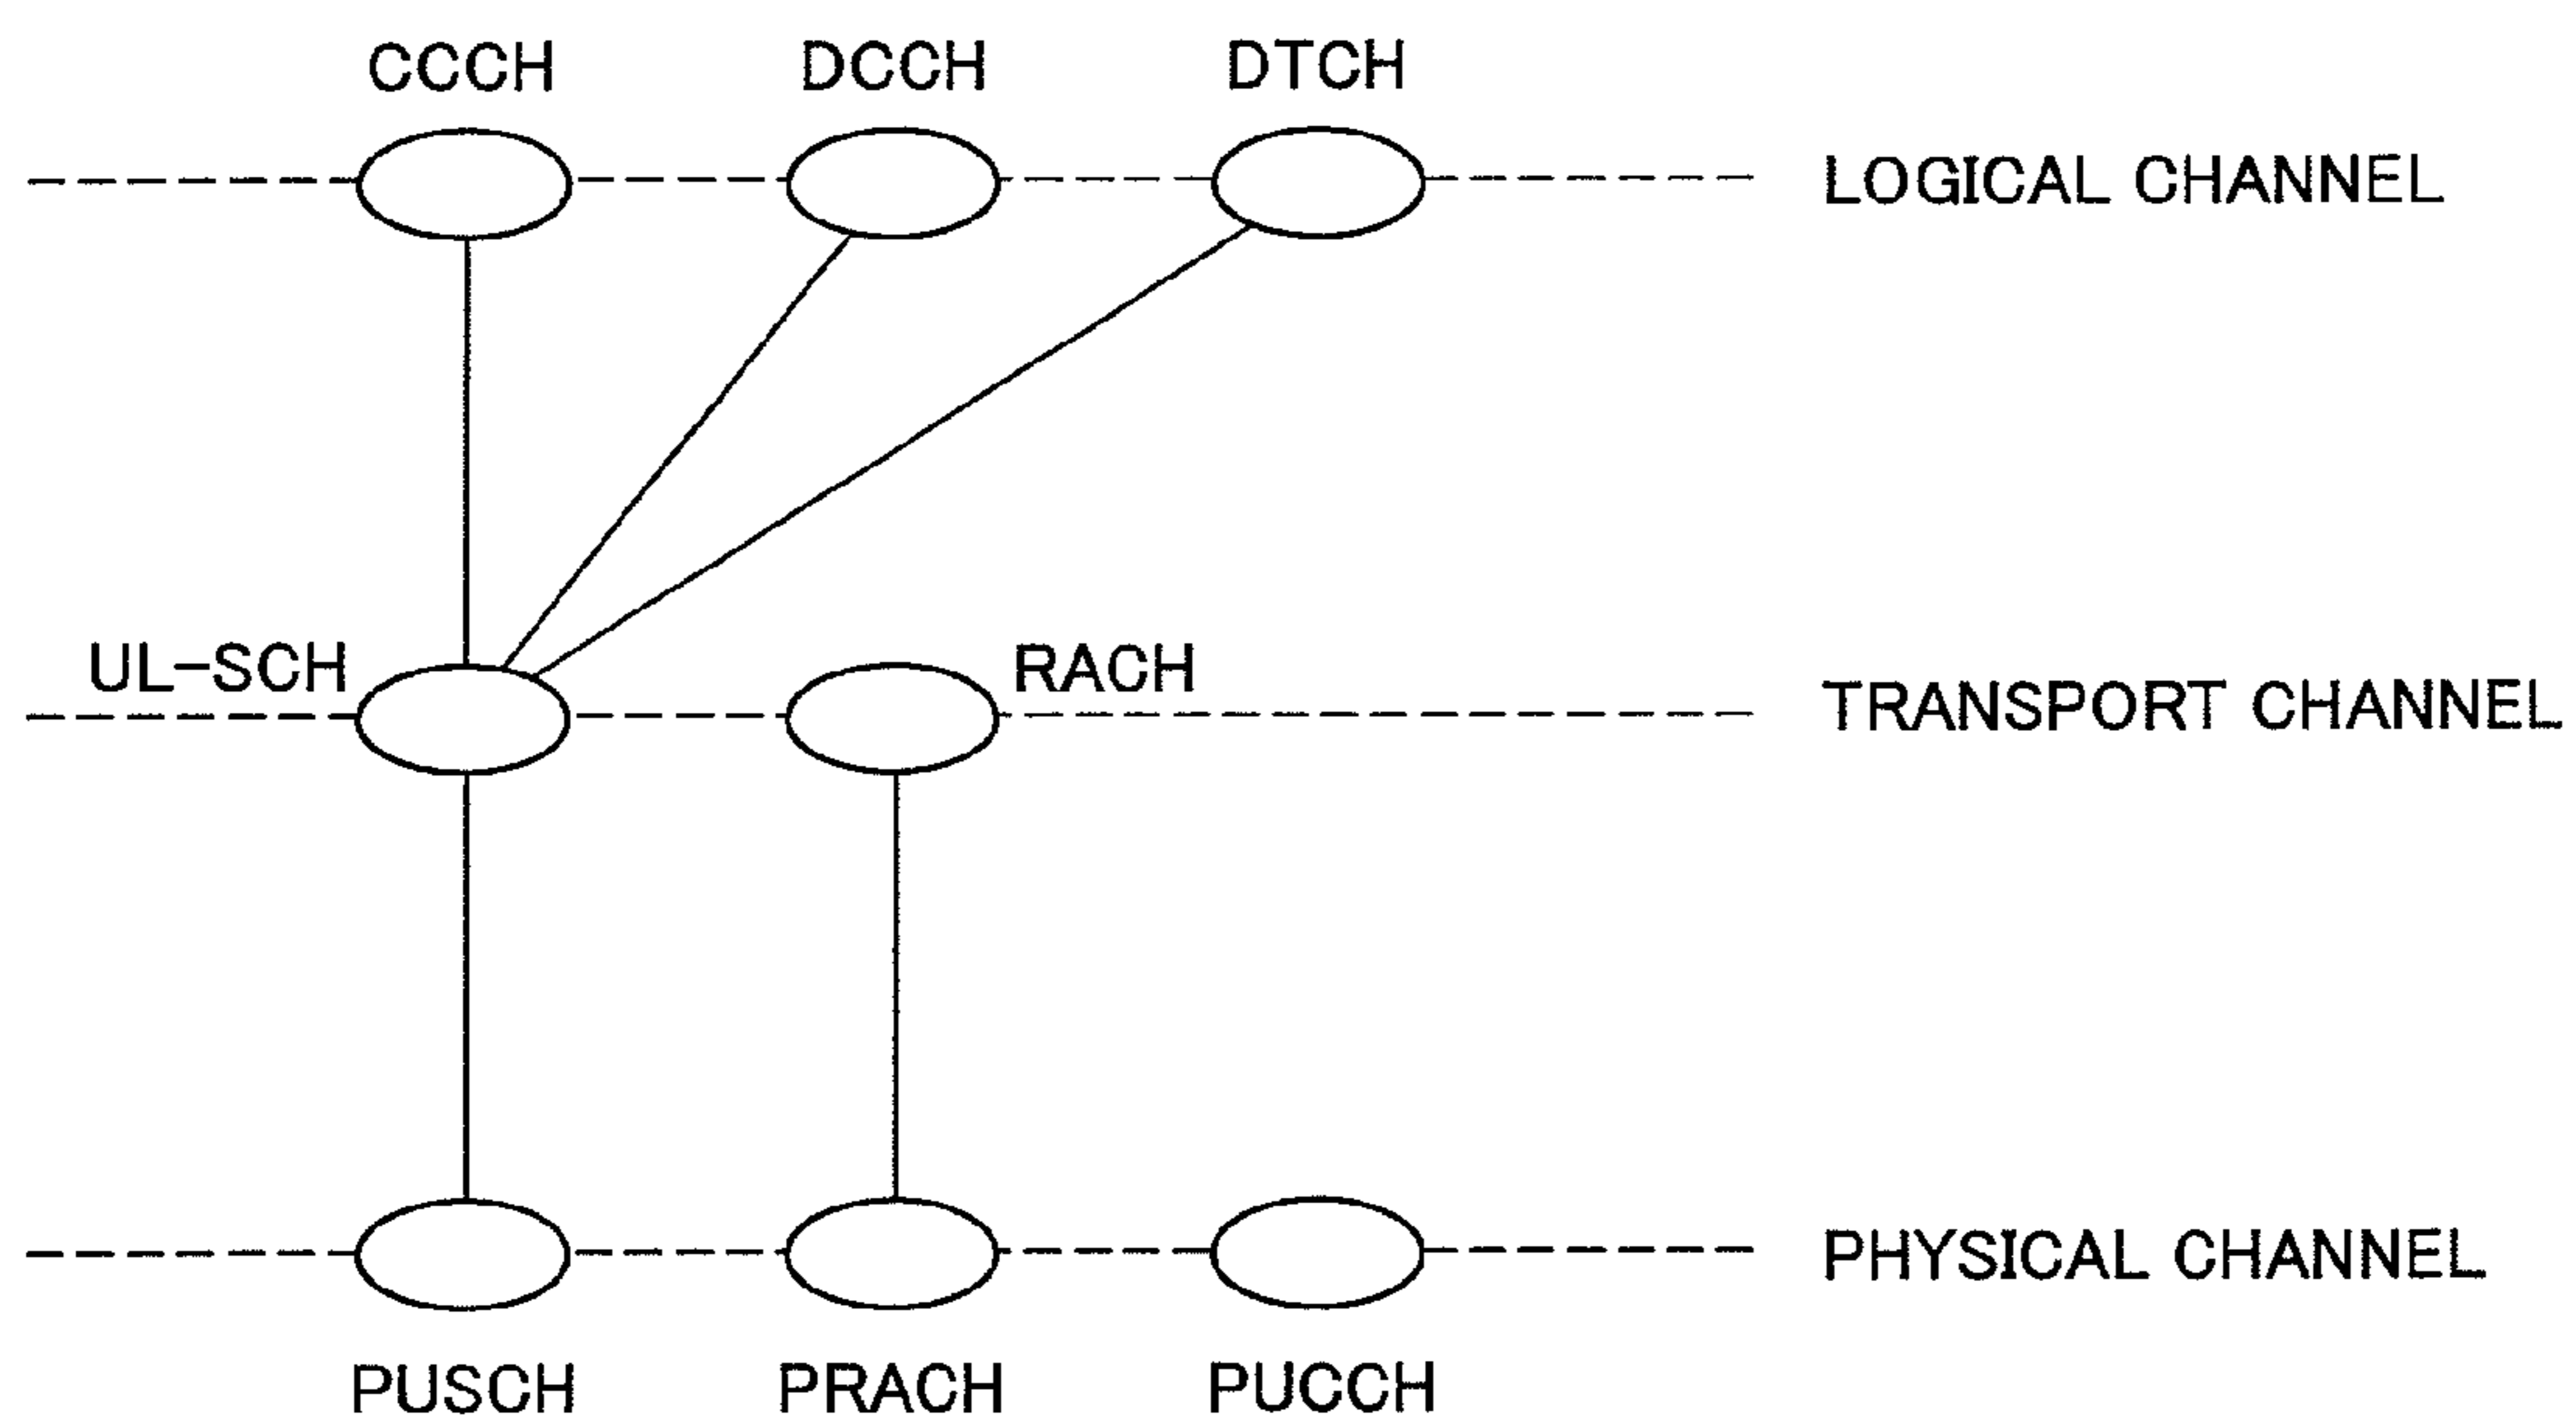 CCCH DCCH DTCH
LOGICAL CHANNEL
UL-SCH RACH
TRANSPORT CHANNEL
PHYSICAL CHANNEL
PUSCH PRACH PUCCH